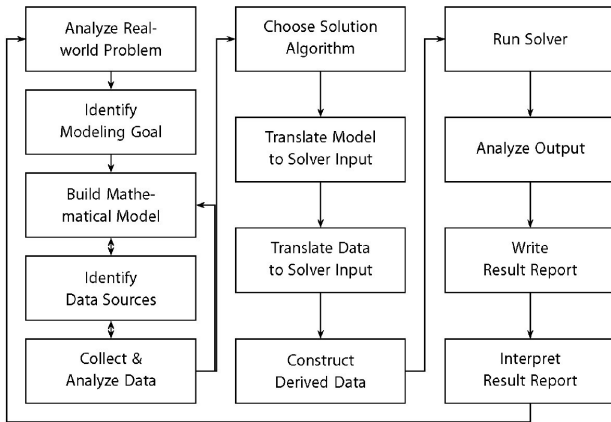 Analyze Real-
world Problem
Identify
Modeling Goal
Build Mathe-
matical Model
Identify
Data Sources
Collect &
Analyze Data
Choose Solution
Algorithm
Translate Model
to Solver Input
Translate Data
to Solver Input
Construct
Derived Data
Run Solver
Analyze Output
Write
Result Report
Interpret
Result Report